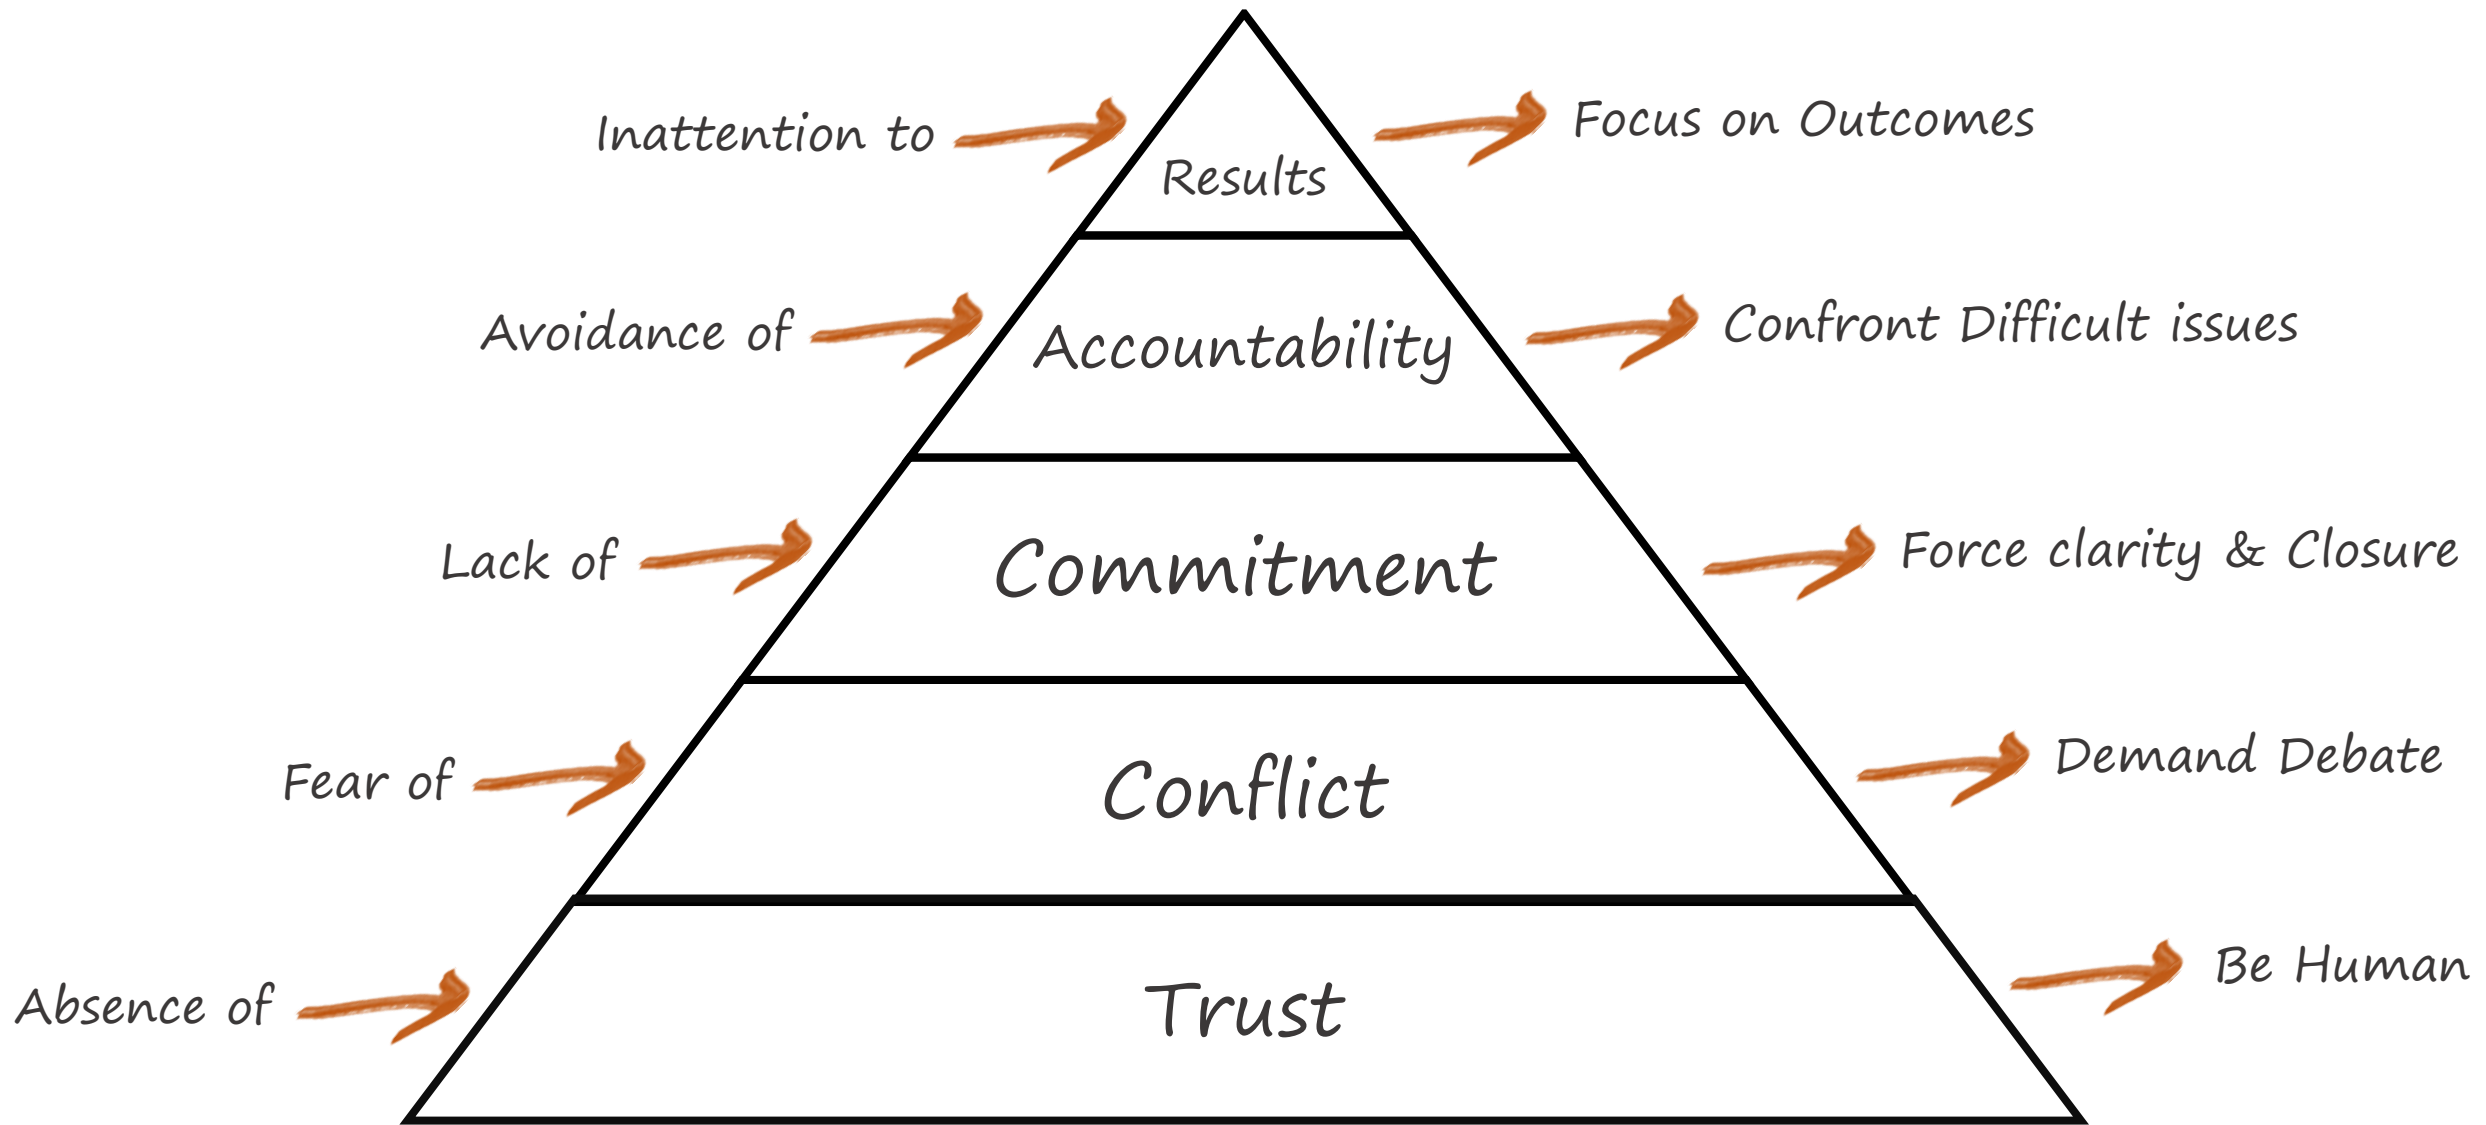 Inattention to
Results
Focus on Outcomes
Avoidance of
Accountability
Confront Difficult issues
Lack of
Commitment
Force clarity & Closure
Fear of
Conflict
Demand Debate
Absence of
Trust
Be Human